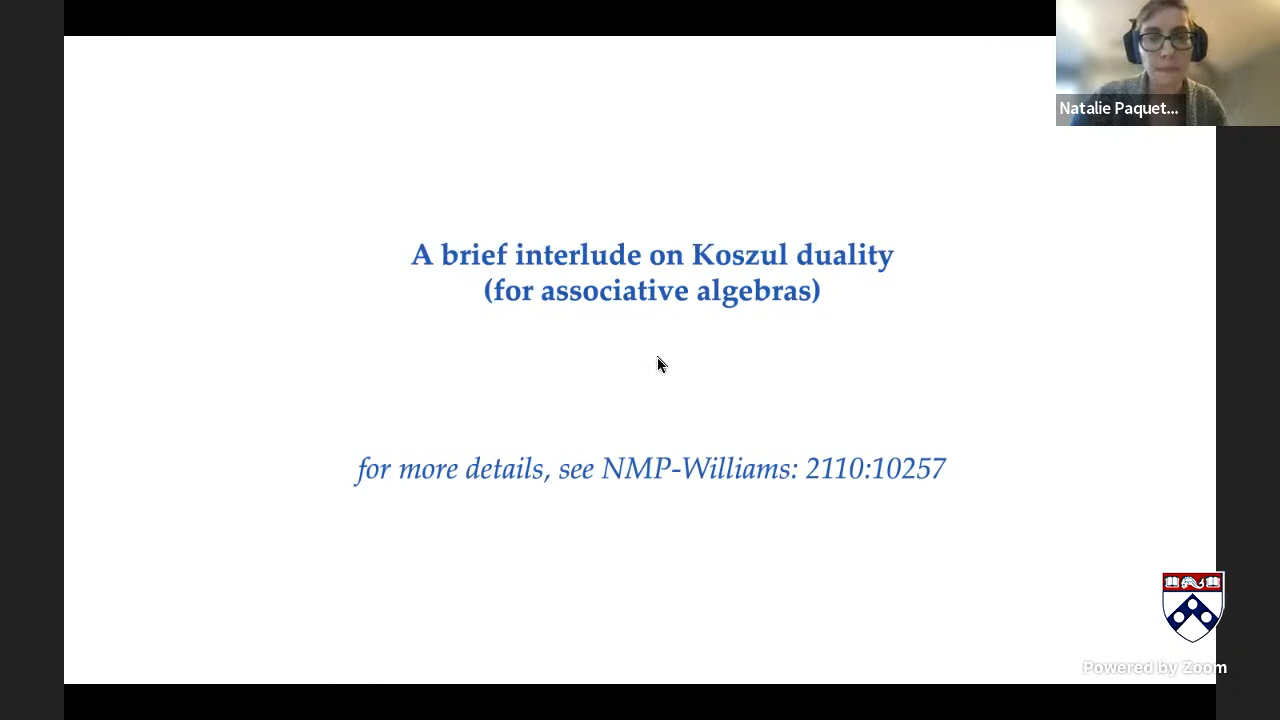 Natalie Paquet...
A brief interlude on Koszul duality
(for associative algebras)
for more details, see NMP-Williams: 2110:10257
Powered by Zoom